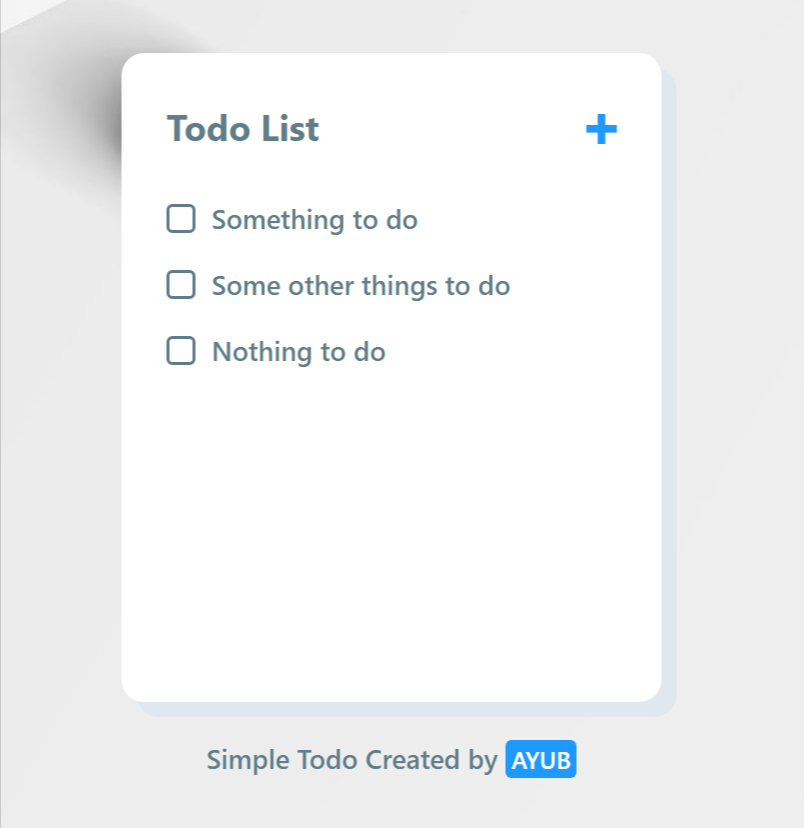 Todo List
Something to do
Some other things to do
Nothing to do
Simple Todo Created by AYUB